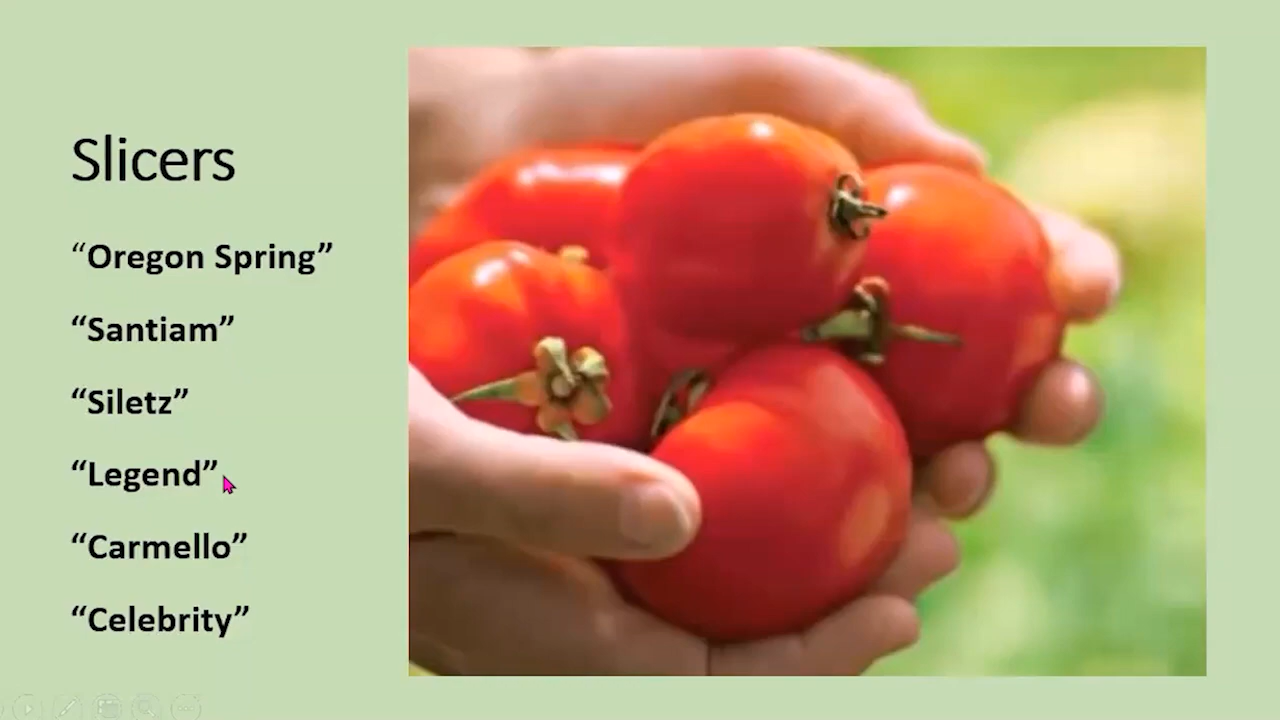 Slicers
“Oregon Spring”
“Santiam”
“Siletz”
“Legend”
“Carmello”
“Celebrity”